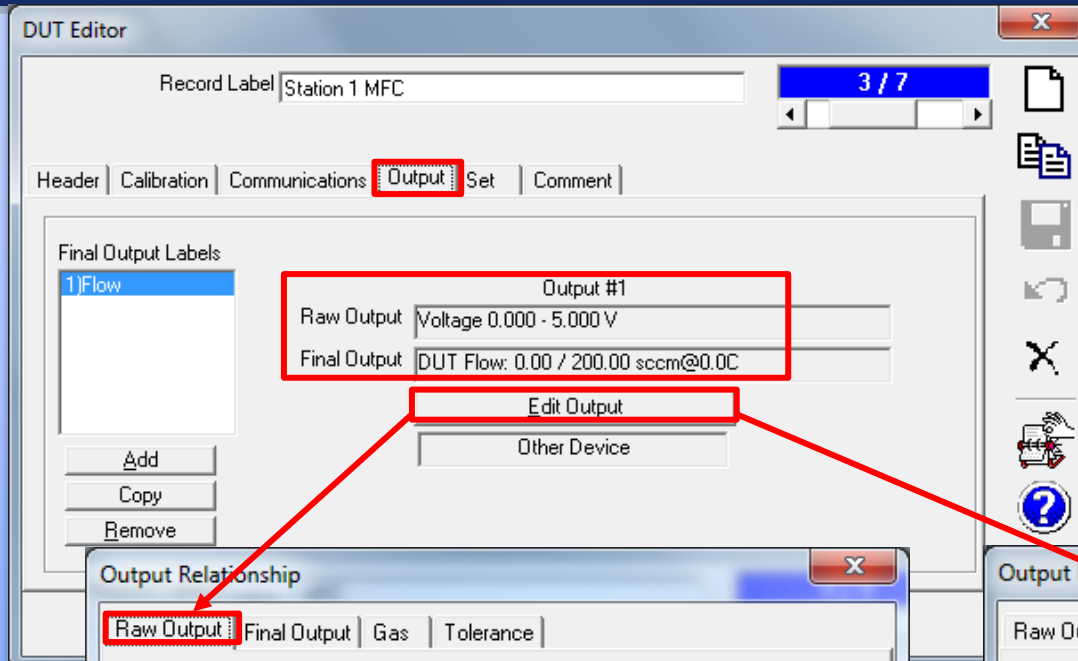 DUT Editor
Record Label Station 1 MFC
3 / 7
Header Calibration Communications Output Set Comment
Final Output Labels
1)Flow
Output #1
Raw Output Voltage 0.000 - 5.000 V
Final Output DUT Flow: 0.00 / 200.00 sccm@0.0C
Edit Output
Other Device
Add
Copy
Remove
Output Relationship
Raw Output Final Output Gas Tolerance
Output
Raw